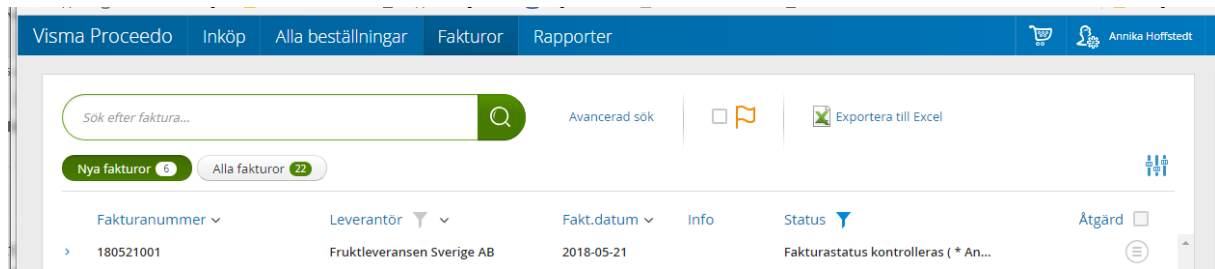 Visma Proceedo Inköp Alla beställningar Fakturor Rapporter Annika Hoffstedt
Sök efter faktura... Avancerad sök Exportera till Excel
Nya fakturor 6 Alla fakturor 22
Fakturanummer Leverantör Fakt.datum Info Status Åtgärd
180521001 Fruktleveransen Sverige AB 2018-05-21 Fakturastatus kontrolleras ( * An...